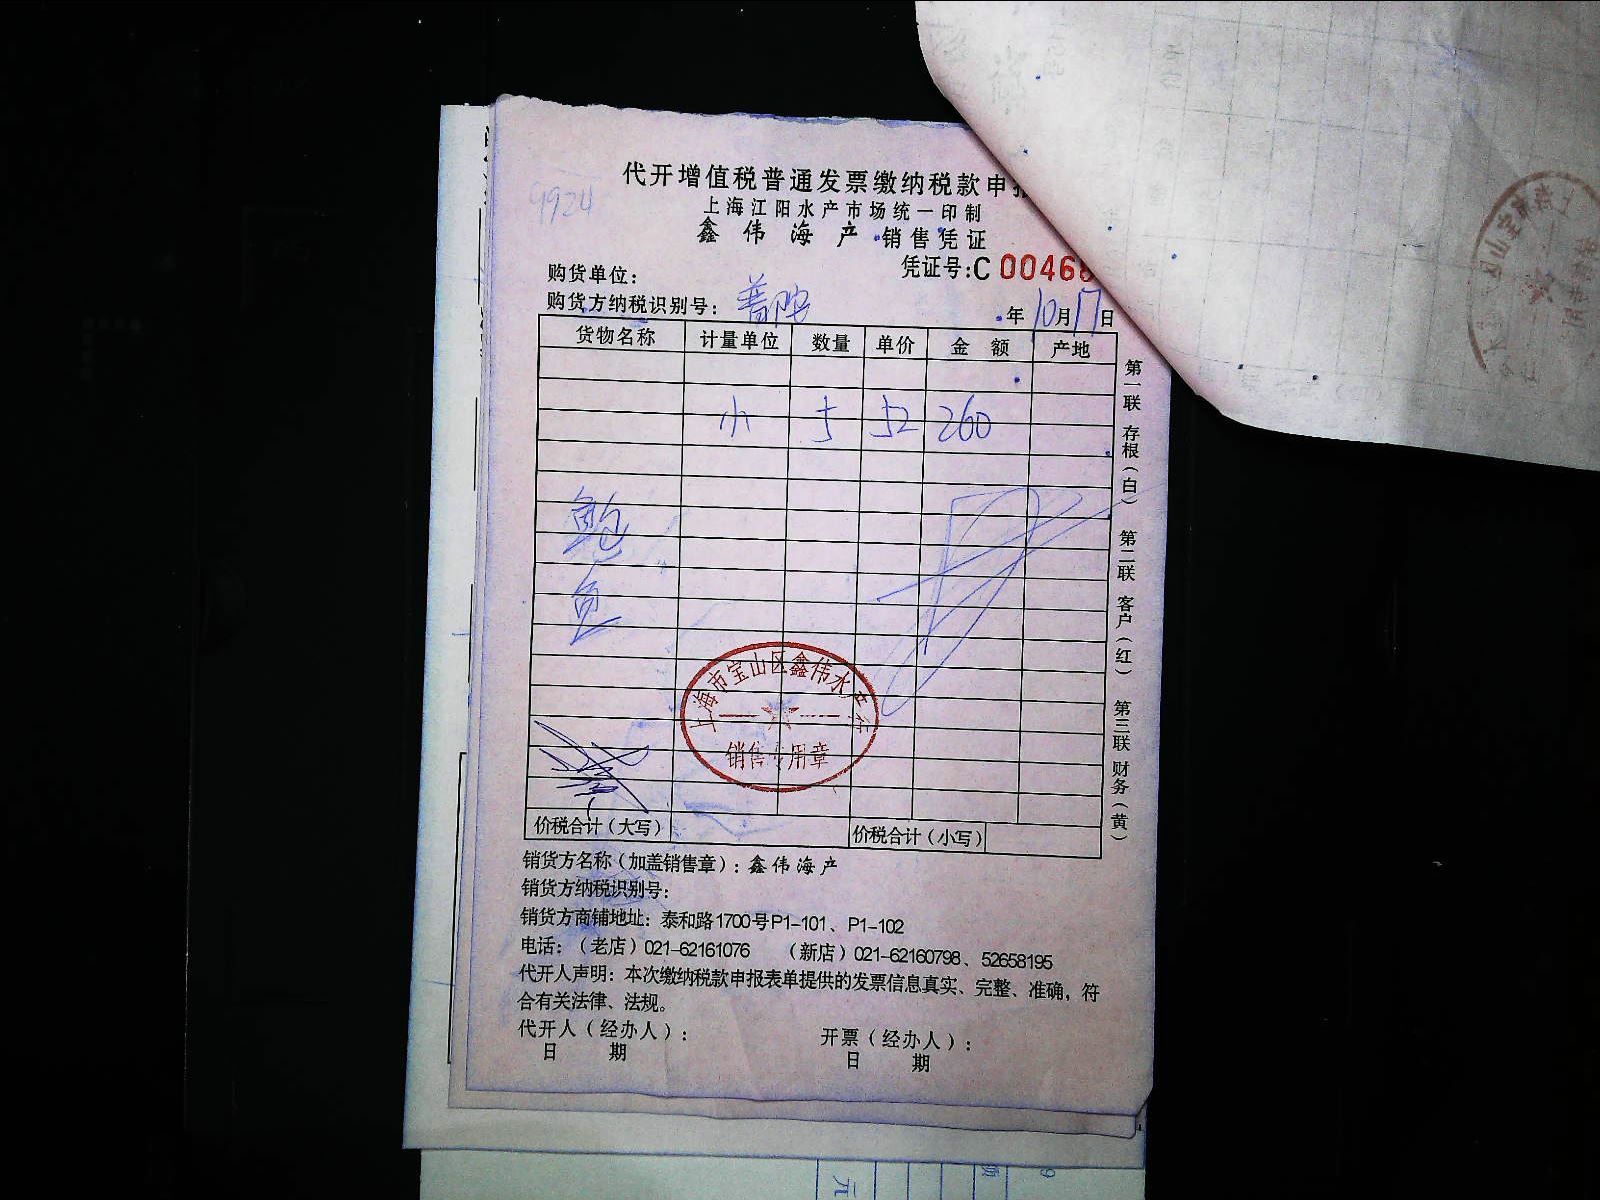 代开增值税普通发票缴纳税款申报
上海江阳水产市场统一印制
9924
鑫伟海产 销售凭证
凭证号:C 00468
购货单位：
购货方纳税识别号：普陀
年10月17日
货物名称 计量单位 数量 单价 金额 产地
小 5 52 260
鲍
鱼
上海市宝山区鑫伟水产行
销售专用章
价税合计（大写） 价税合计（小写）
第一联 存根（白） 第二联 客户（红） 第三联 财务（黄）
销货方名称（加盖销售章）：鑫伟海产
销货方纳税识别号：
销货方商铺地址：泰和路1700号P1-101、P1-102
电话：（老店）021-62161076 （新店）021-62160798、52658195
代开人声明：本次缴纳税款申报表单提供的发票信息真实、完整、准确，符
合有关法律、法规。
代开人（经办人）： 开票（经办人）：
日 期 日 期
元